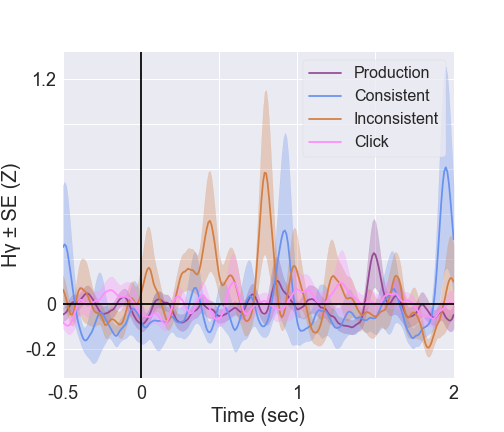 Production
Consistent
Inconsistent
Click
Hγ ± SE (Z)
1.2
0
-0.2
-0.5
0
1
2
Time (sec)